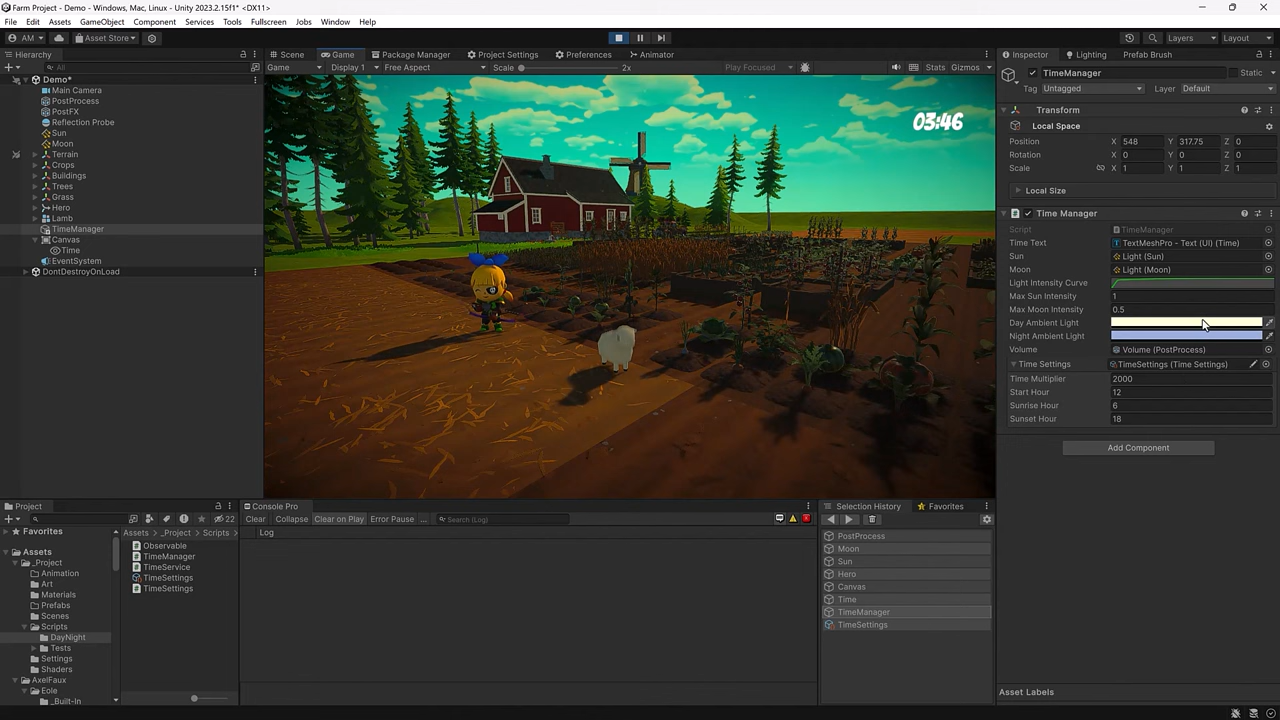 Farm Project - Demo - Windows, Mac, Linux - Unity 2023.2.15f1* <DX11>
File Edit Assets GameObject Component Services Tools Fullscreen Jobs Window Help
AM Asset Store Layers Layout
Hierarchy
All
Demo*
Main Camera
PostProcess
PostFX
Reflection Probe
Sun
Moon
Terrain
Crops
Buildings
Trees
Grass
Hero
Lamb
TimeManager
Canvas
Time
EventSystem
DontDestroyOnLoad
Scene Game Package Manager Project Settings Preferences Animator
Game Display 1 Free Aspect Scale 2x Play Focused Stats Gizmos
03:46
Inspector Lighting Prefab Brush
TimeManager Static
Tag Untagged Layer Default
Transform
Local Space
Position X 548 Y 317.75 Z 0
Rotation X 0 Y 0 Z 0
Scale X 1 Y 1 Z 1
Local Size
Time Manager
Script TimeManager
Time Text TextMeshPro - Text (UI) (Time)
Sun Light (Sun)
Moon Light (Moon)
Light Intensity Curve
Max Sun Intensity 1
Max Moon Intensity 0.5
Day Ambient Light
Night Ambient Light
Volume Volume (PostProcess)
Time Settings TimeSettings (Time Settings)
Time Multiplier 2000
Start Hour 12
Sunrise Hour 6
Sunset Hour 18
Add Component
Asset Labels
Project
22
Favorites
Assets
_Project
Animation
Art
Materials
Prefabs
Scenes
Scripts
DayNight
Tests
Settings
Shaders
AxelFaux
Eole
_Built-In
Assets > _Project > Scripts >
Observable
TimeManager
TimeService
TimeSettings
TimeSettings
Console Pro
Clear Collapse Clear on Play Error Pause ... Search (Log)
Log
Selection History Favorites
PostProcess
Moon
Sun
Hero
Canvas
Time
TimeManager
TimeSettings